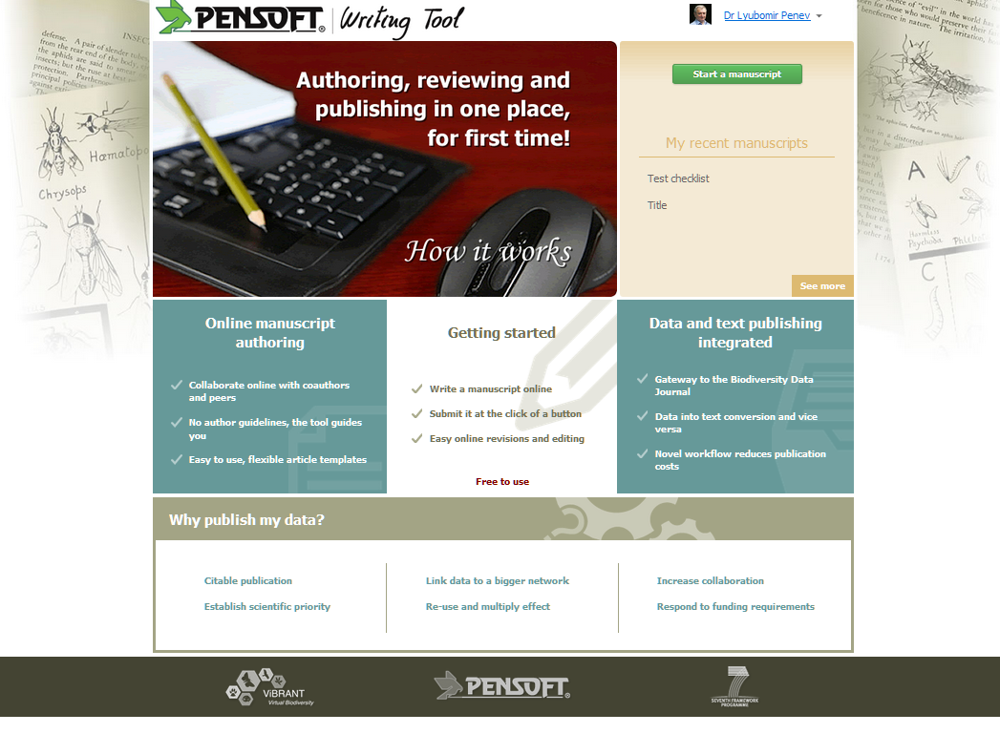 PENSOFT. Writing Tool
Dr Lyubomir Penev
Authoring, reviewing and
publishing in one place,
for first time!
How it works
Start a manuscript
My recent manuscripts
Test checklist
Title
See more
Hæmatopo
Chrysops
A
C
Online manuscript
authoring
Collaborate online with coauthors
and peers
No author guidelines, the tool guides
you
Easy to use, flexible article templates
Getting started
Write a manuscript online
Submit it at the click of a button
Easy online revisions and editing
Free to use
Data and text publishing
integrated
Gateway to the Biodiversity Data
Journal
Data into text conversion and vice
versa
Novel workflow reduces publication
costs
Why publish my data?
Citable publication
Establish scientific priority
Link data to a bigger network
Re-use and multiply effect
Increase collaboration
Respond to funding requirements
ViBRANT
Virtual Biodiversity
PENSOFT.
7
SEVENTH FRAMEWORK
PROGRAMME